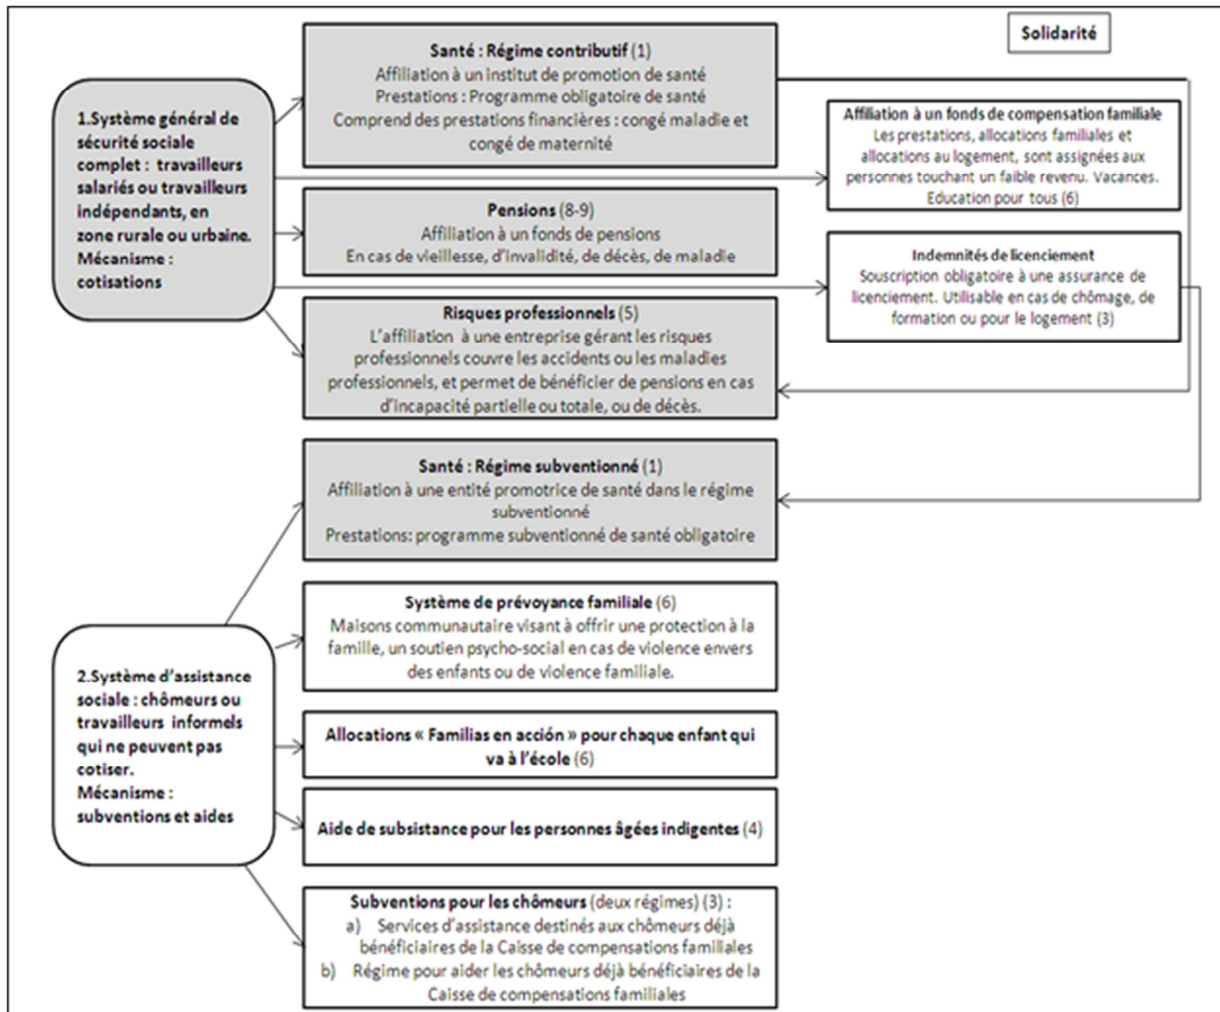 Solidarité
Santé : Régime contributif (1)
Affiliation à un institut de promotion de santé
Prestations : Programme obligatoire de santé
Comprend des prestations financières : congé maladie et
congé de maternité
1.Système général de
sécurité sociale
complet : travailleurs
salariés ou travailleurs
indépendants, en
zone rurale ou urbaine.
Mécanisme :
cotisations
Affiliation à un fonds de compensation familiale
Les prestations, allocations familiales et
allocations au logement, sont assignées aux
personnes touchant un faible revenu. Vacances.
Education pour tous (6)
Pensions (8-9)
Affiliation à un fonds de pensions
En cas de vieillesse, d'invalidité, de décès, de maladie
Indemnités de licenciement
Souscription obligatoire à une assurance de
licenciement. Utilisable en cas de chômage, de
formation ou pour le logement (3)
Risques professionnels (5)
L'affiliation à une entreprise gérant les risques
professionnels couvre les accidents ou les maladies
professionnels, et permet de bénéficier de pensions en cas
d'incapacité partielle ou totale, ou de décès.
Santé : Régime subventionné (1)
Affiliation à une entité promotrice de santé dans le régime
subventionné
Prestations: programme subventionné de santé obligatoire
Système de prévoyance familiale (6)
Maisons communautaire visant à offrir une protection à la
famille, un soutien psycho-social en cas de violence envers
des enfants ou de violence familiale.
2.Système d'assistance
sociale : chômeurs ou
travailleurs informels
qui ne peuvent pas
cotiser.
Mécanisme :
subventions et aides
Allocations « Familias en acción » pour chaque enfant qui
va à l'école (6)
Aide de subsistance pour les personnes âgées indigentes (4)
Subventions pour les chômeurs (deux régimes) (3) :
a) Services d'assistance destinés aux chômeurs déjà
bénéficiaires de la Caisse de compensations familiales
b) Régime pour aider les chômeurs déjà bénéficiaires de la
Caisse de compensations familiales